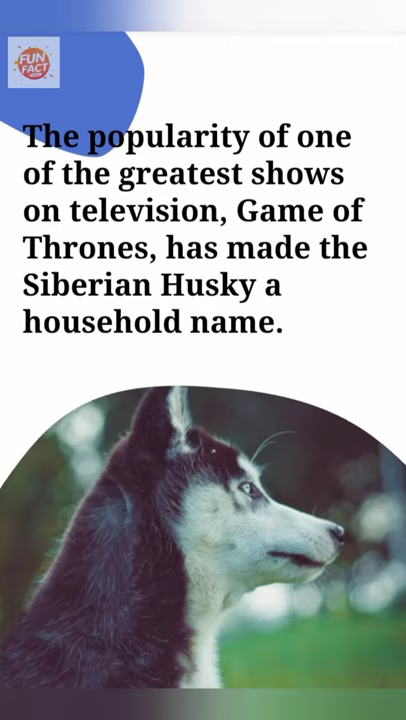 FUN
FACT
The popularity of one
of the greatest shows
on television, Game of
Thrones, has made the
Siberian Husky a
household name.